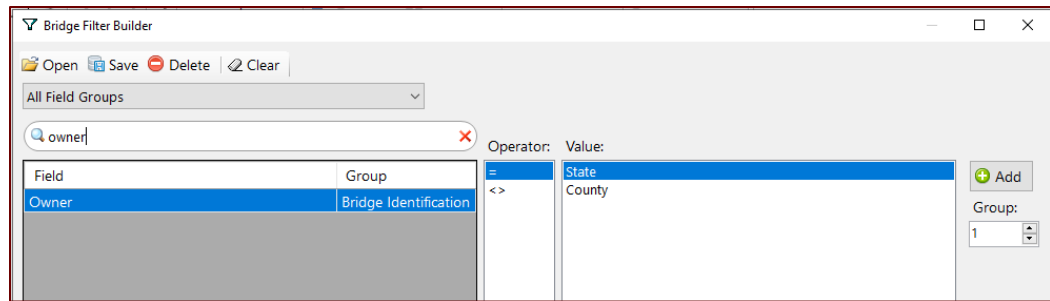 Bridge Filter Builder
Open Save Delete Clear
All Field Groups
owner
Operator: Value:
Field Group = State Add
Owner Bridge Identification <> County
Group:
1